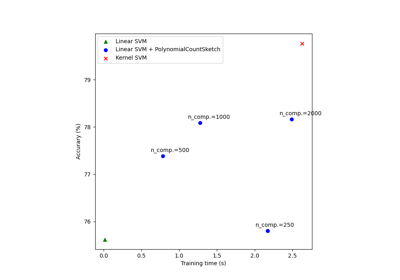 Linear SVM
Linear SVM + PolynomialCountSketch
Kernel SVM
79
78
77
76
n_comp.=2000
n_comp.=1000
n_comp.=500
n_comp.=250
Accurary (%)
0.0 0.5 1.0 1.5 2.0 2.5
Training time (s)